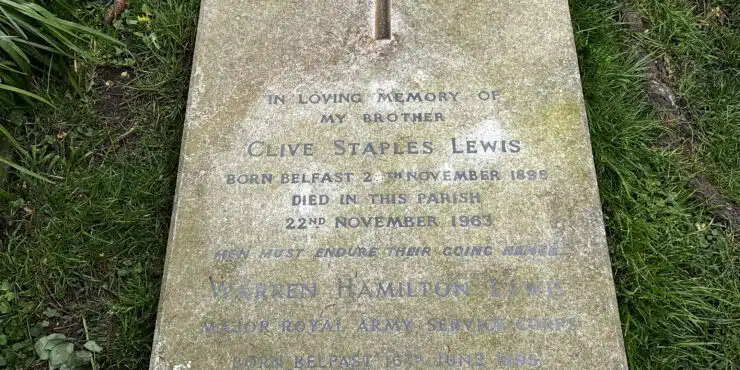 IN LOVING MEMORY OF
MY BROTHER
CLIVE STAPLES LEWIS
BORN BELFAST 2 TH NOVEMBER 1898
DIED IN THIS PARISH
22ND NOVEMBER 1963
MEN MUST ENDURE THEIR GOING HENCE
WARREN HAMILTON LEWIS
MAJOR ROYAL ARMY SERVICE CORPS
BORN BELFAST 16TH JUNE 1895